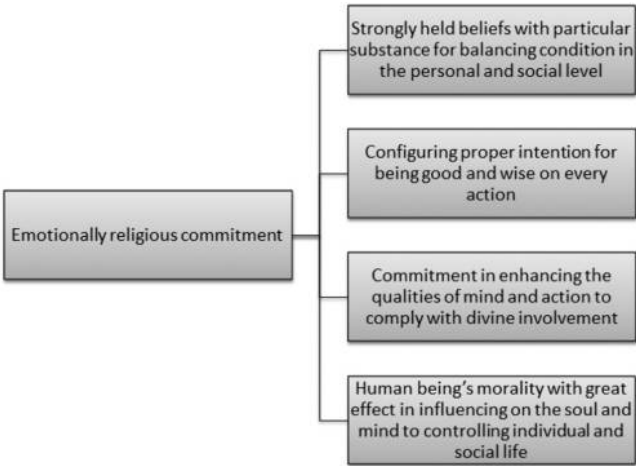 Strongly held beliefs with particular
substance for balancing condition in
the personal and social level
Configuring proper intention for
being good and wise on every
action
Emotionally religious commitment
Commitment in enhancing the
qualities of mind and action to
comply with divine involvement
Human being's morality with great
effect in influencing on the soul and
mind to controlling individual and
social life